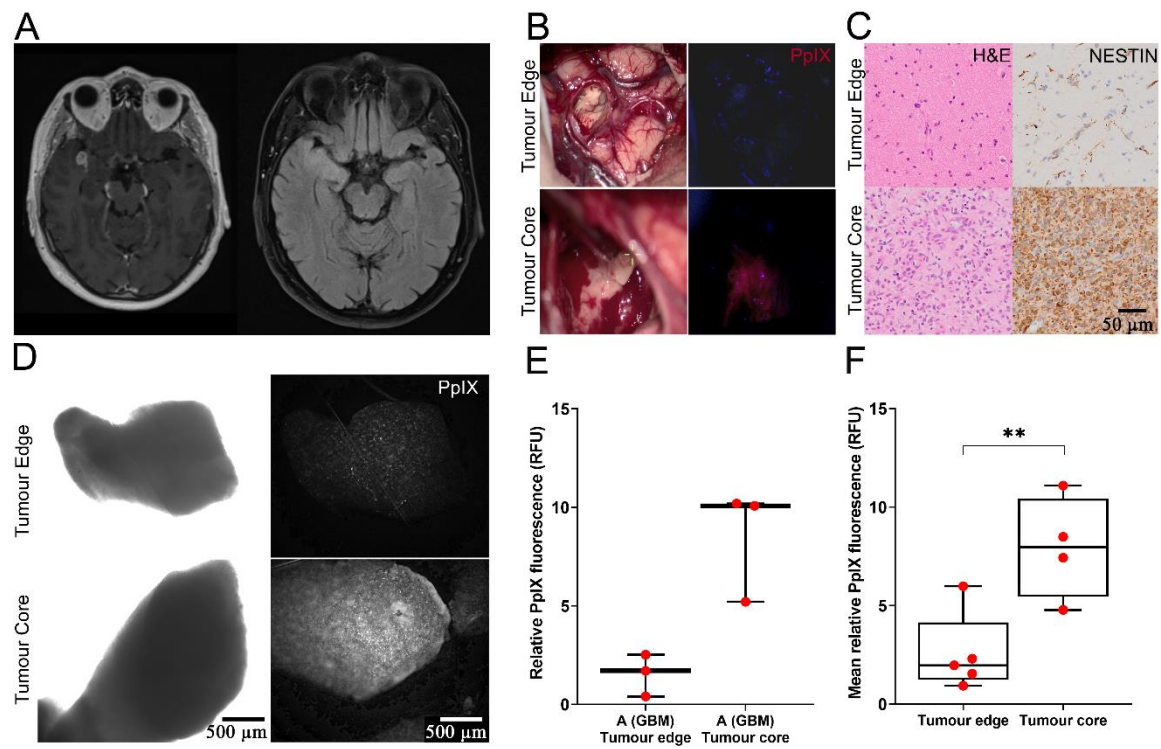 A
B
C
PpIX
H&E
NESTIN
Tumour Edge
Tumour Edge
Tumour Core
Tumour Core
50 µm
D
E
F
PpIX
Tumour Edge
Tumour Core
500 µm
500 µm
Relative PpIX fluorescence (RFU)
15
10
5
0
A (GBM)
Tumour edge
A (GBM)
Tumour core
Mean relative PpIX fluorescence (RFU)
15
10
5
0
**
Tumour edge
Tumour core